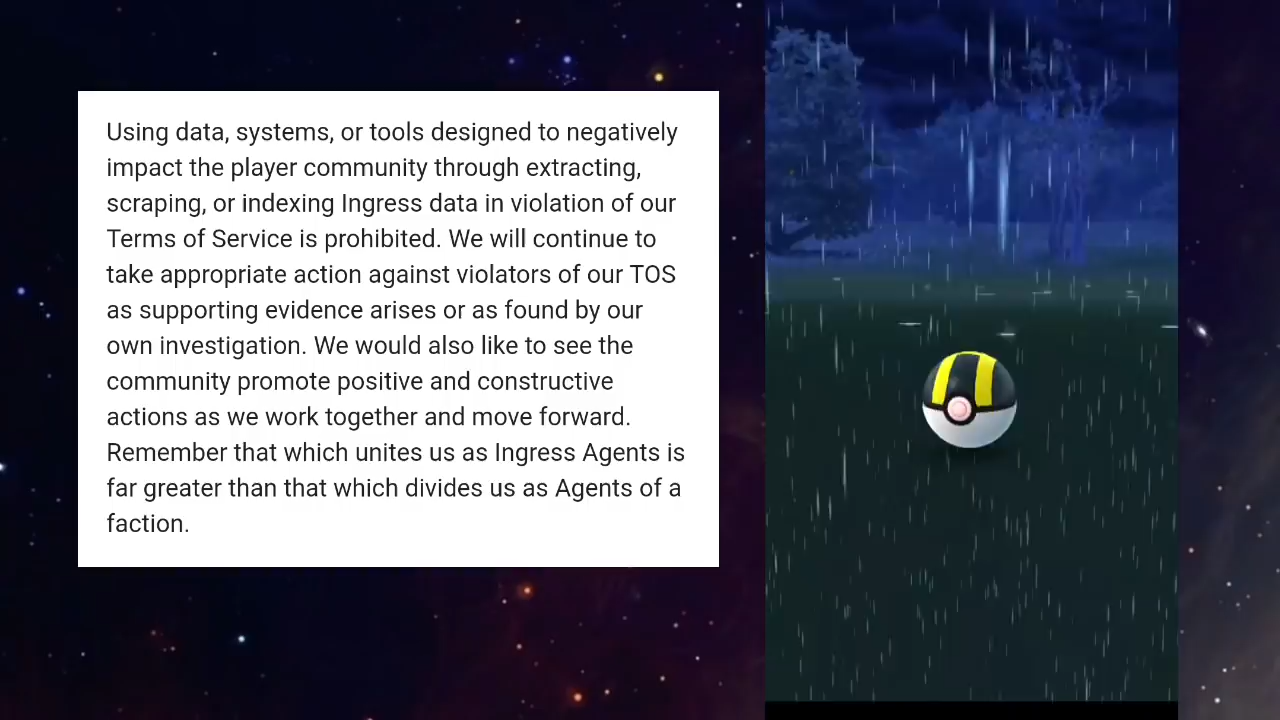 Using data, systems, or tools designed to negatively
impact the player community through extracting,
scraping, or indexing Ingress data in violation of our
Terms of Service is prohibited. We will continue to
take appropriate action against violators of our TOS
as supporting evidence arises or as found by our
own investigation. We would also like to see the
community promote positive and constructive
actions as we work together and move forward.
Remember that which unites us as Ingress Agents is
far greater than that which divides us as Agents of a
faction.